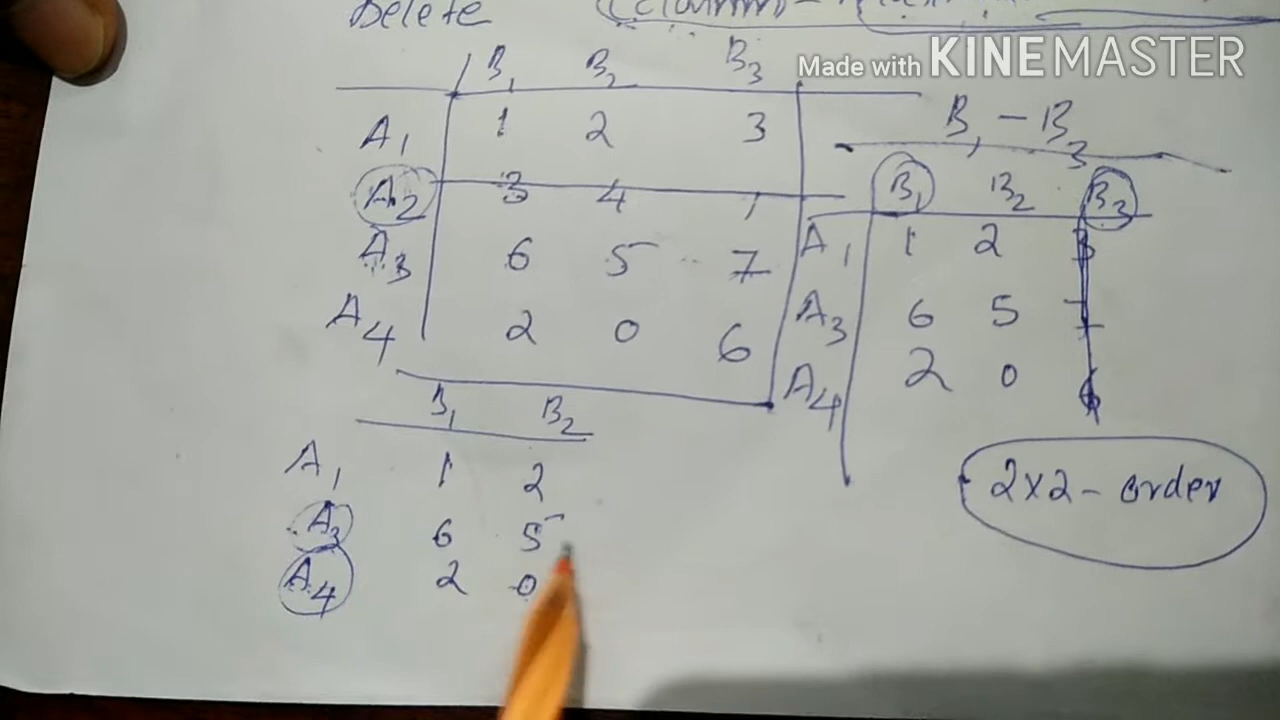 Delete
Made with KINEMASTER
B1 B2 B3
A1 1 2 3
A2 3 4 1
A3 6 5 7
A4 2 0 6
B1 - B3
B1 B2 B3
A1 1 2 3
A3 6 5 7
A4 2 0 6
B1 B2
A1 1 2
A3 6 5
A4 2 0
2x2 - order